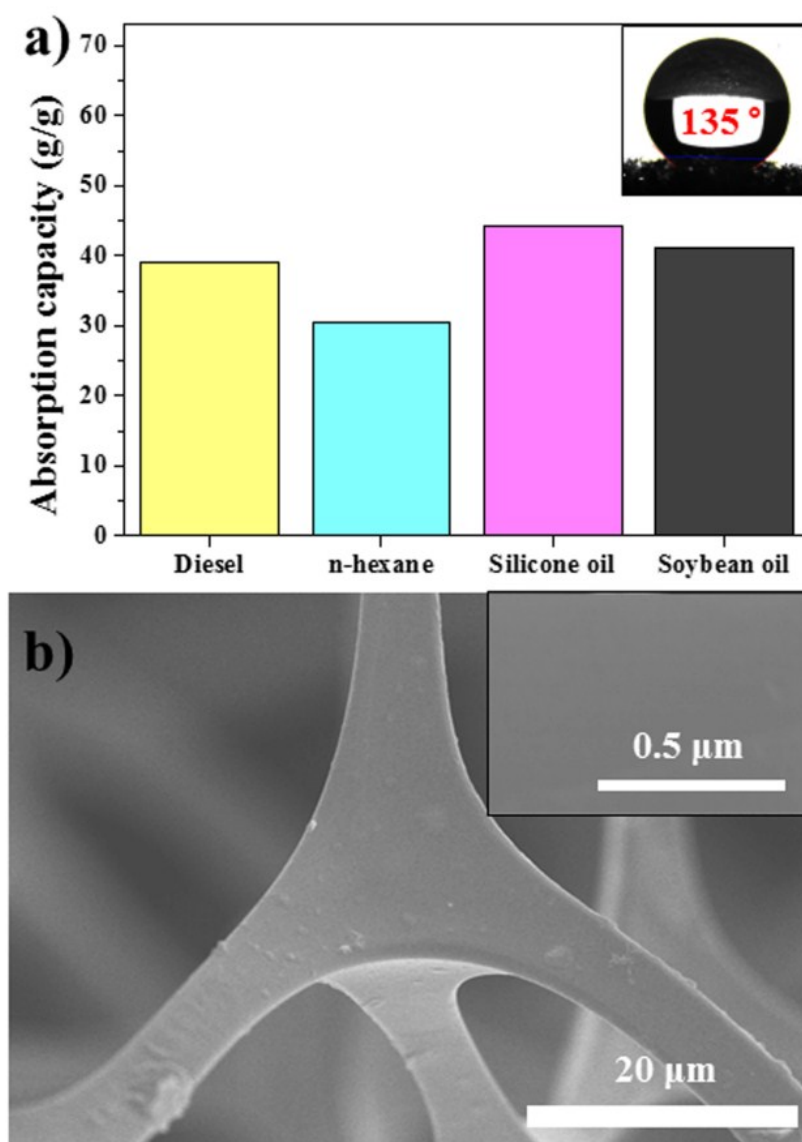 a)
Absorption capacity (g/g)
70
60
50
40
30
20
10
0
135 °
Diesel
n-hexane
Silicone oil
Soybean oil
b)
0.5 μm
20 μm